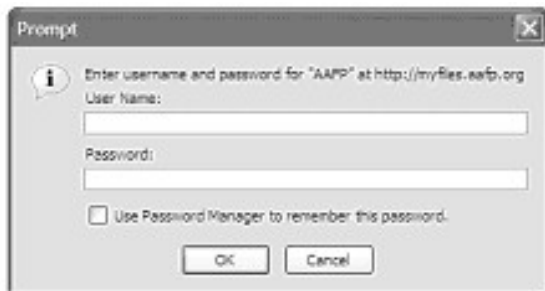 Prompt
Enter username and password for "AAFP" at http://myfiles.aafp.org
User Name:
Password:
Use Password Manager to remember this password.
OK
Cancel